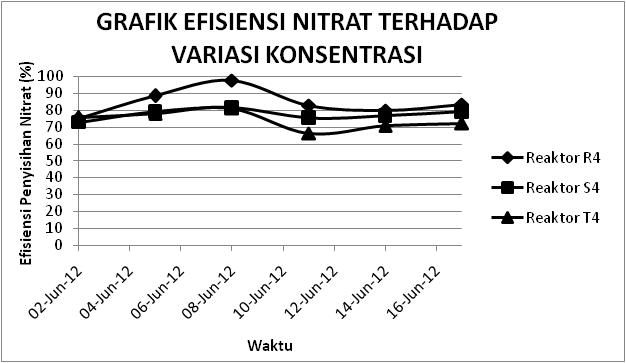 GRAFIK EFISIENSI NITRAT TERHADAP
VARIASI KONSENTRASI
Efisiensi Penyisihan Nitrat (%)
100
90
80
70
60
50
40
30
20
10
0
02-Jun-12
04-Jun-12
06-Jun-12
08-Jun-12
10-Jun-12
12-Jun-12
14-Jun-12
16-Jun-12
Waktu
Reaktor R4
Reaktor S4
Reaktor T4